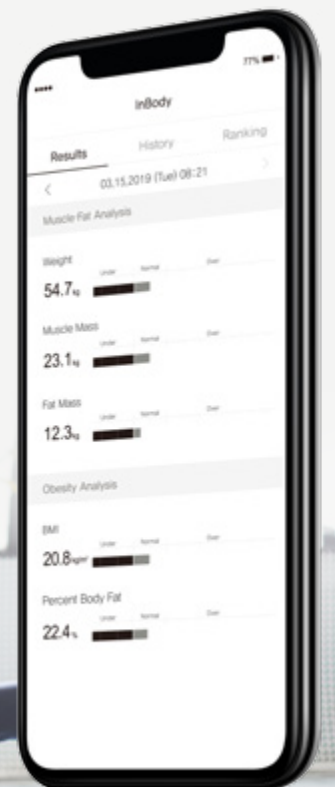 77%
InBody
Results History Ranking
< 03.15.2019 (Tue) 08:21 >
Muscle Fat Analysis
Weight
Under Normal Over
54.7kg
Muscle Mass
Under Normal Over
23.1kg
Fat Mass
Under Normal Over
12.3kg
Obesity Analysis
BMI
Under Normal Over
20.8kg/m²
Percent Body Fat
Under Normal Over
22.4%